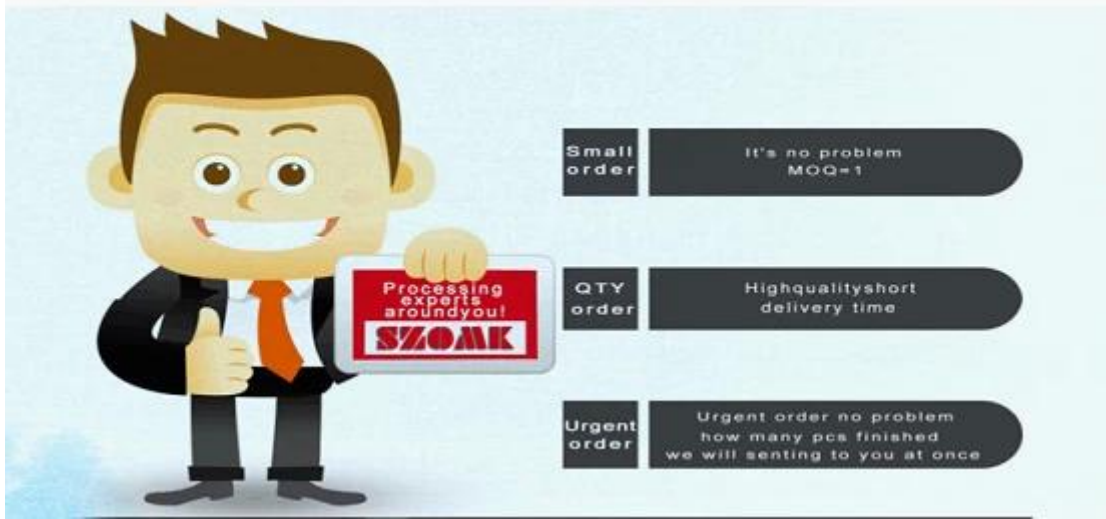 Processing
experts
aroundyou!
SZOMK
Small
order
It's no problem
MOQ=1
QTY
order
Highqualityshort
delivery time
Urgent
order
Urgent order no problem
how many pcs finished
we will senting to you at once